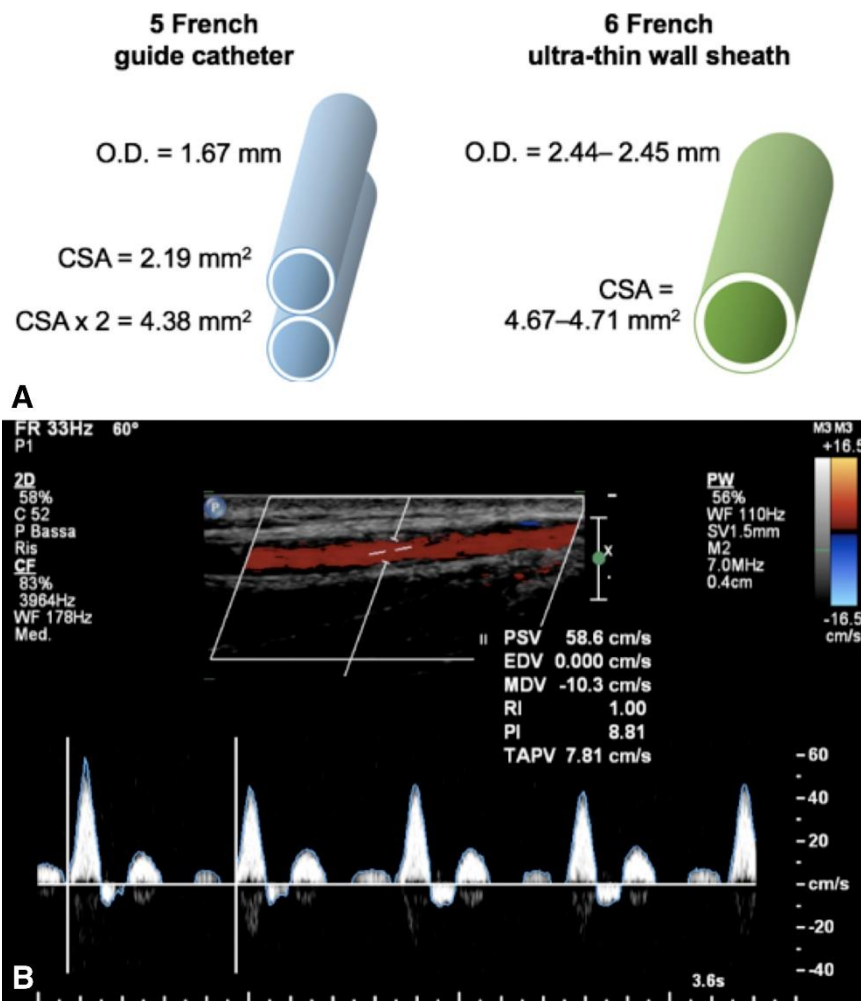 5 French
guide catheter
6 French
ultra-thin wall sheath
O.D. = 1.67 mm
O.D. = 2.44– 2.45 mm
CSA = 2.19 mm²
CSA x 2 = 4.38 mm²
CSA =
4.67–4.71 mm²
A
FR 33Hz 60°
P1
2D
58%
C 52
P Bassa
Ris
CF
83%
3964Hz
WF 178Hz
Med.
P
x
PW
56%
WF 110Hz
SV1.5mm
M2
7.0MHz
0.4cm
M3 M3
+16.5
-16.5
cm/s
PSV 58.6 cm/s
EDV 0.000 cm/s
MDV -10.3 cm/s
RI 1.00
PI 8.81
TAPV 7.81 cm/s
60
40
20
cm/s
-20
-40
3.6s
B